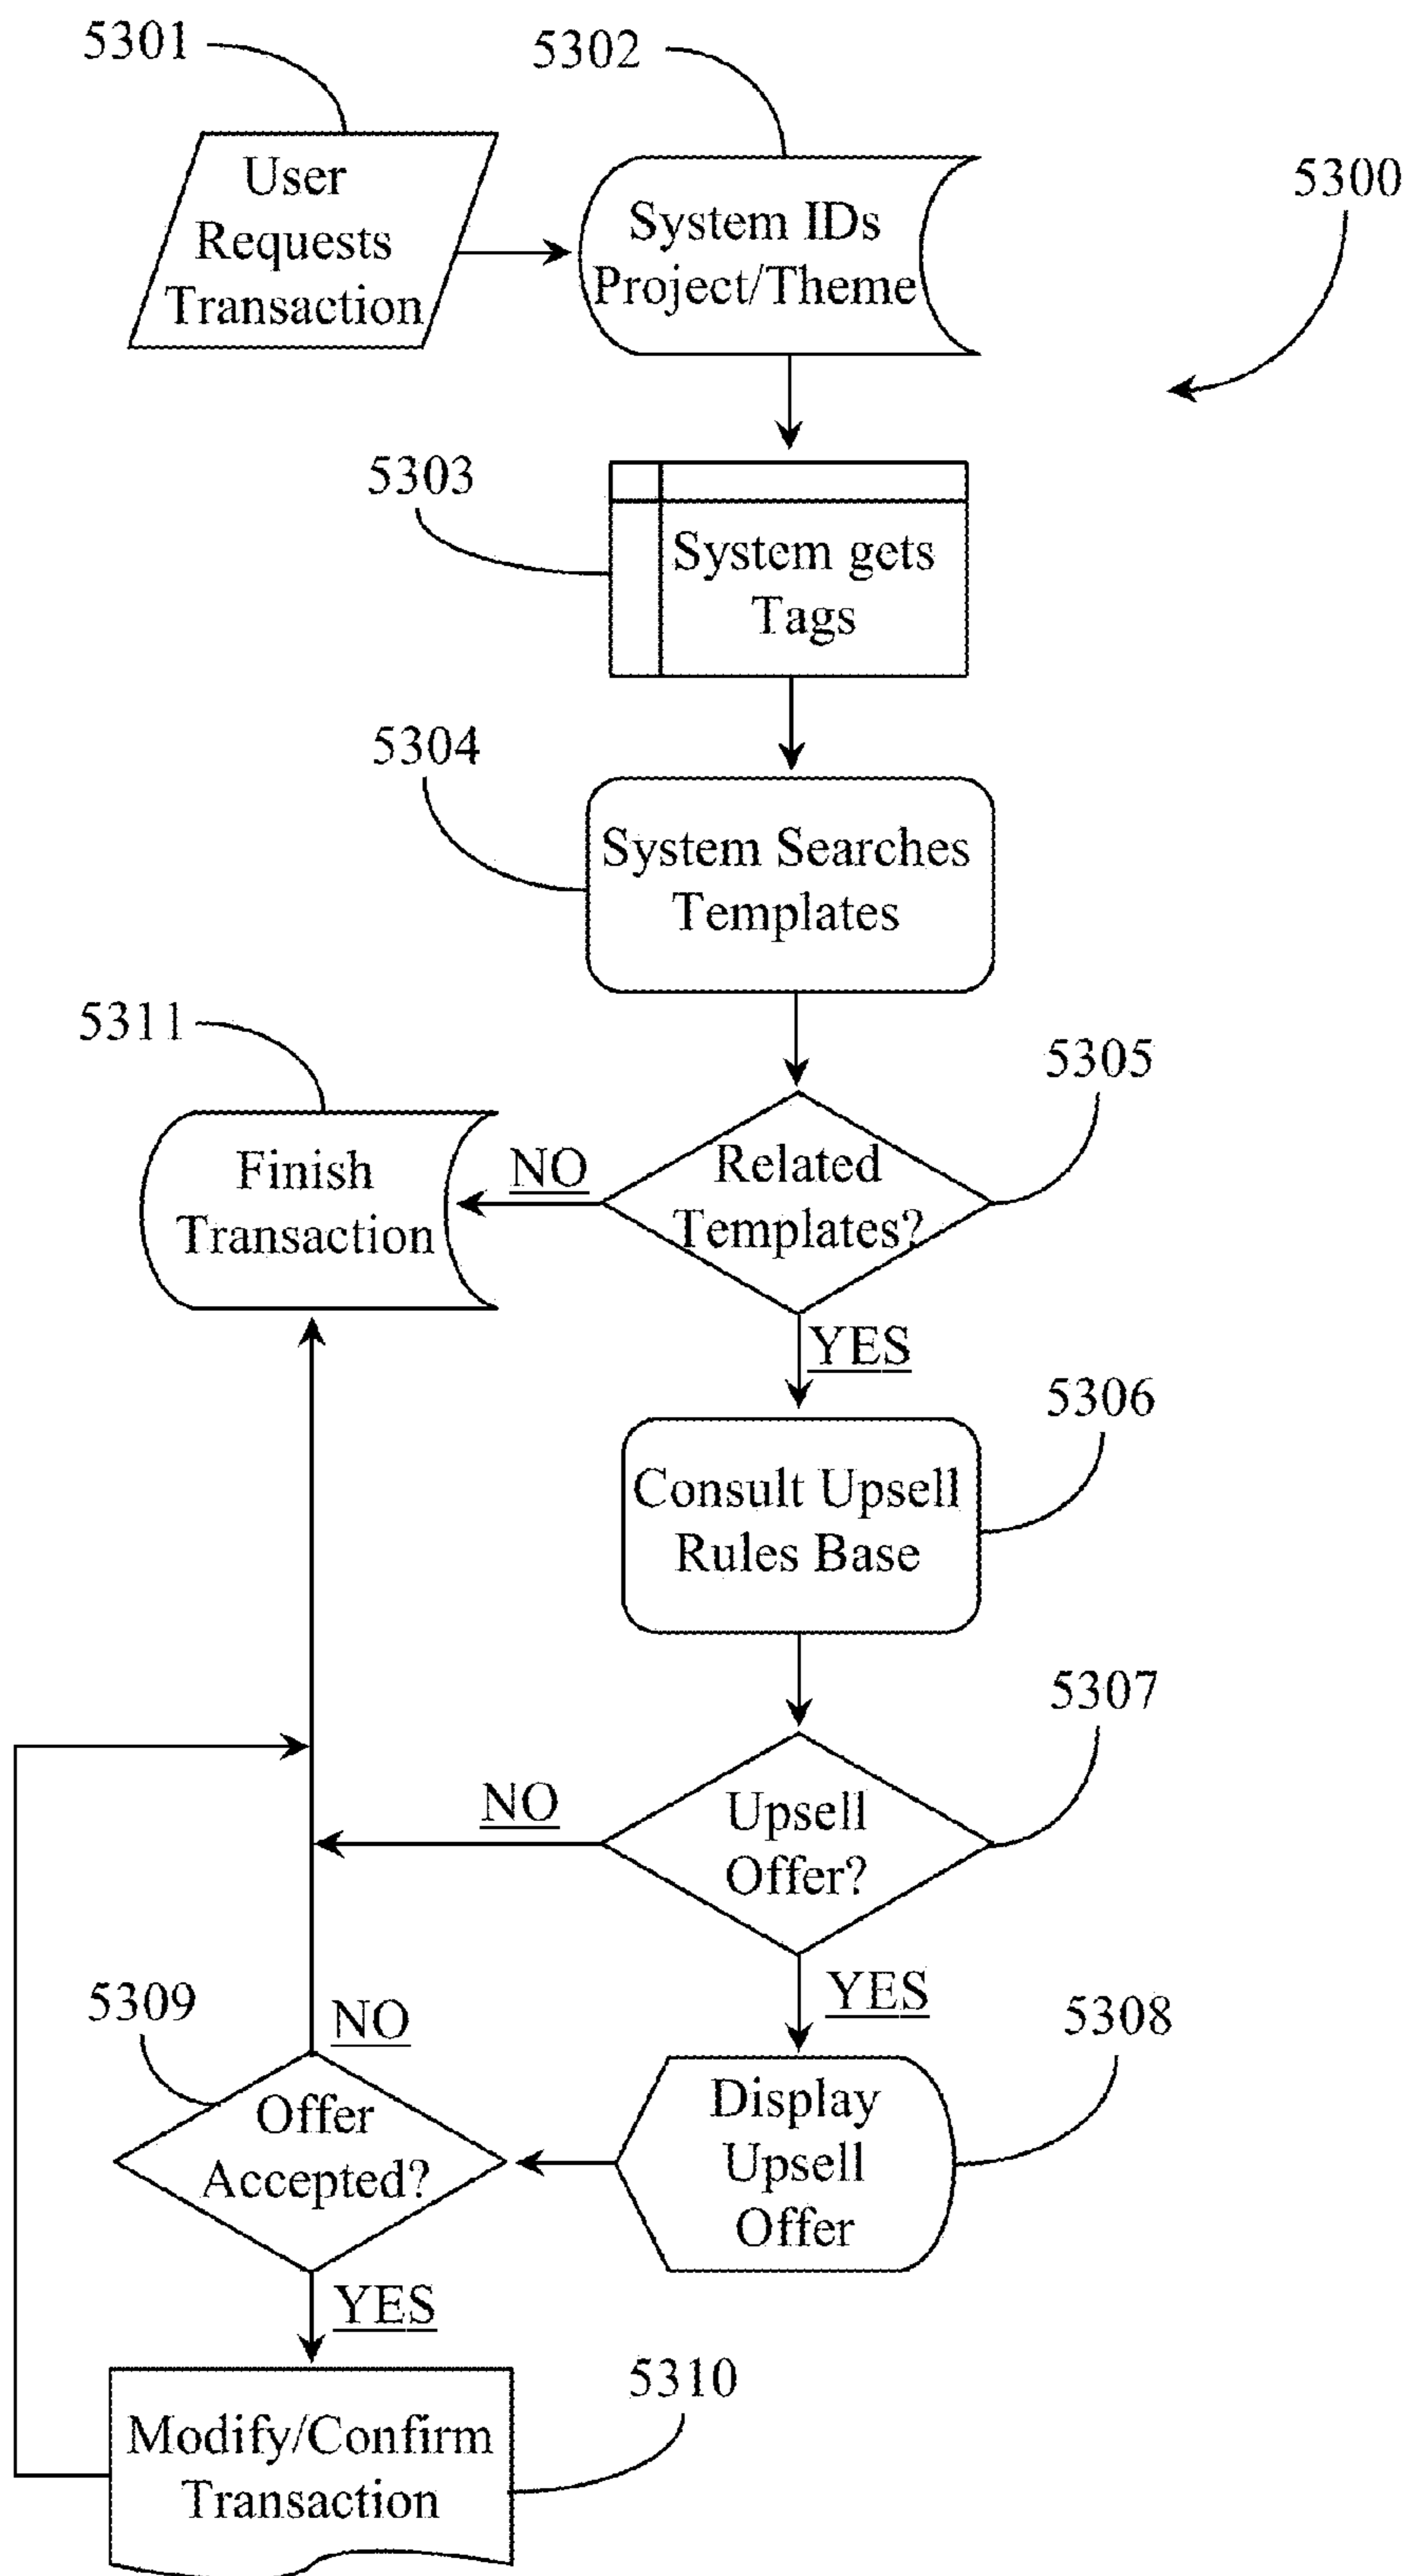 5301
5302
5300
User
Requests
Transaction
System IDs
Project/Theme
5303
System gets
Tags
5304
System Searches
Templates
5311
5305
Finish
Transaction
NO
Related
Templates?
YES
5306
Consult Upsell
Rules Base
5307
NO
Upsell
Offer?
YES
5309
NO
5308
Offer
Accepted?
Display
Upsell
Offer
YES
5310
Modify/Confirm
Transaction